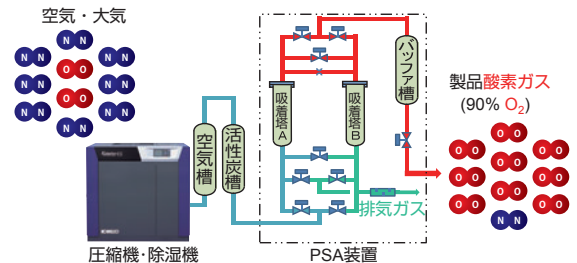 空気・大気
N N
N N N N
O O
N N N N
O O
N N N N
N N
圧縮機・除湿機
空気槽
活性炭槽
吸着塔A
吸着塔B
バッファ槽
排気ガス
PSA装置
製品酸素ガス
(90% O₂)
O O
O O O O
O O
O O O O
O O
O O O O
N N